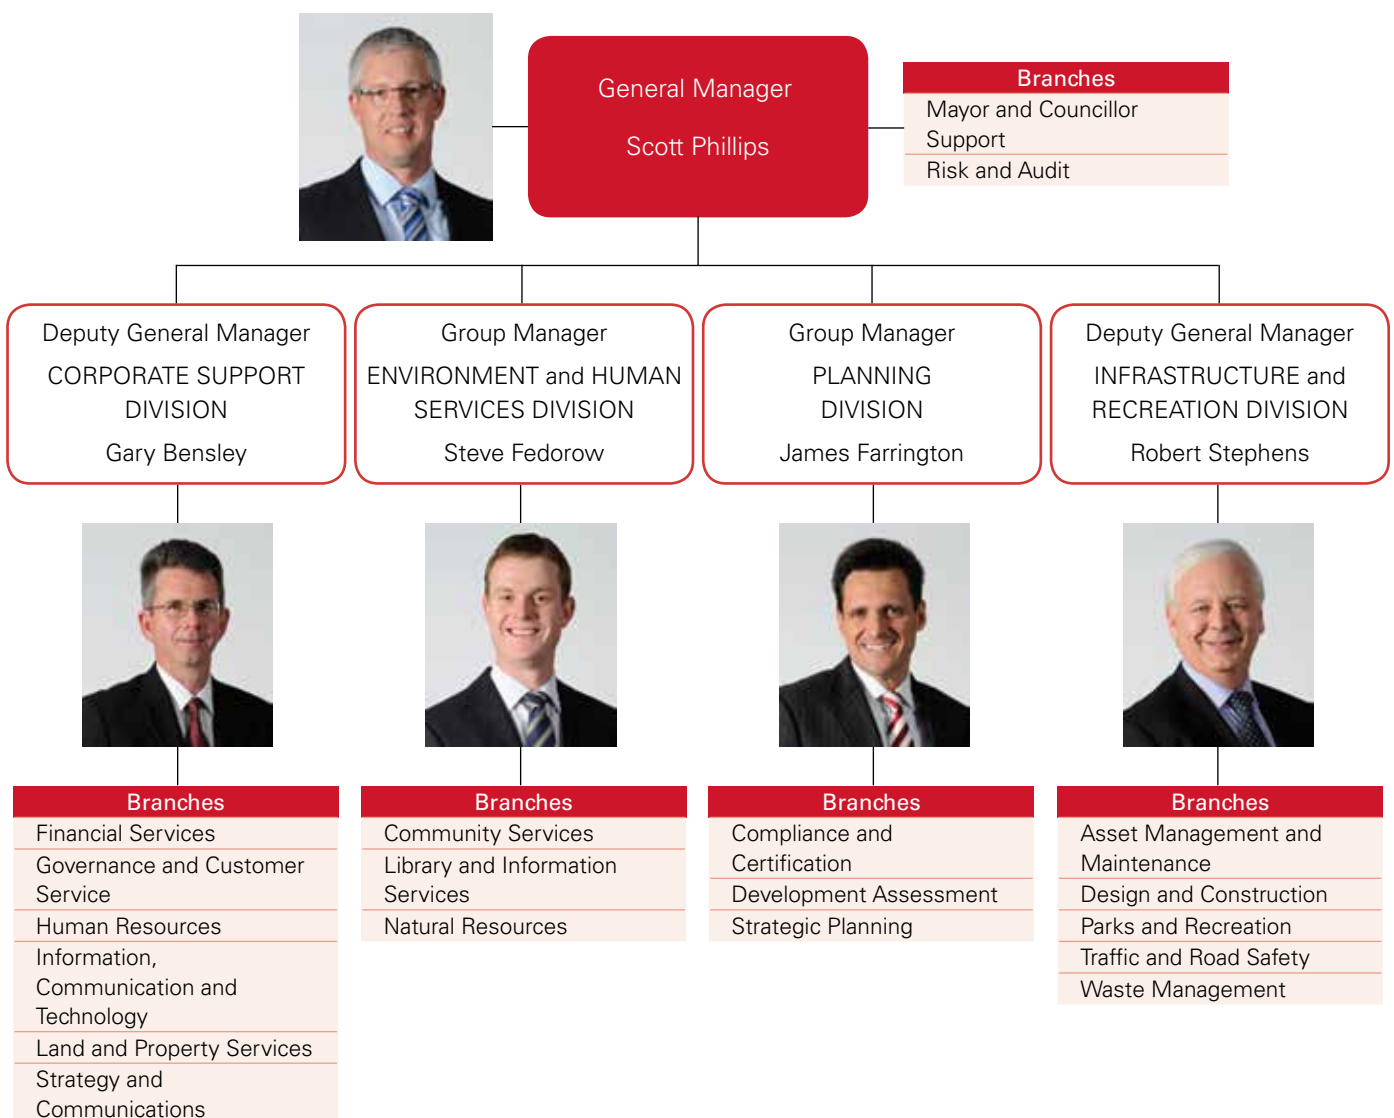 General Manager
Scott Phillips
Branches
Mayor and Councillor
Support
Risk and Audit
Deputy General Manager
CORPORATE SUPPORT
DIVISION
Gary Bensley
Group Manager
ENVIRONMENT and HUMAN
SERVICES DIVISION
Steve Fedorow
Group Manager
PLANNING
DIVISION
James Farrington
Deputy General Manager
INFRASTRUCTURE and
RECREATION DIVISION
Robert Stephens
Branches
Financial Services
Governance and Customer
Service
Human Resources
Information,
Communication and
Technology
Land and Property Services
Strategy and
Communications
Branches
Community Services
Library and Information
Services
Natural Resources
Branches
Compliance and
Certification
Development Assessment
Strategic Planning
Branches
Asset Management and
Maintenance
Design and Construction
Parks and Recreation
Traffic and Road Safety
Waste Management